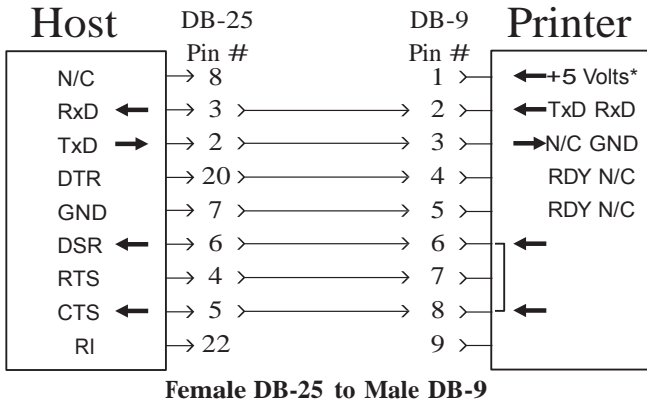 Host DB-25 DB-9 Printer
Pin # Pin #
N/C 8 1 +5 Volts*
RxD 3 2 TxD RxD
TxD 2 3 N/C GND
DTR 20 4 RDY N/C
GND 7 5 RDY N/C
DSR 6 6
RTS 4 7
CTS 5 8
RI 22 9
Female DB-25 to Male DB-9